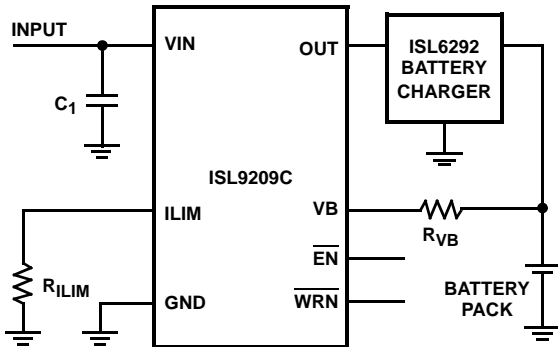 INPUT
VIN
OUT
ISL6292
BATTERY
CHARGER
C1
ISL9209C
ILIM
VB
RVB
EN
RILIM
GND
WRN
BATTERY
PACK